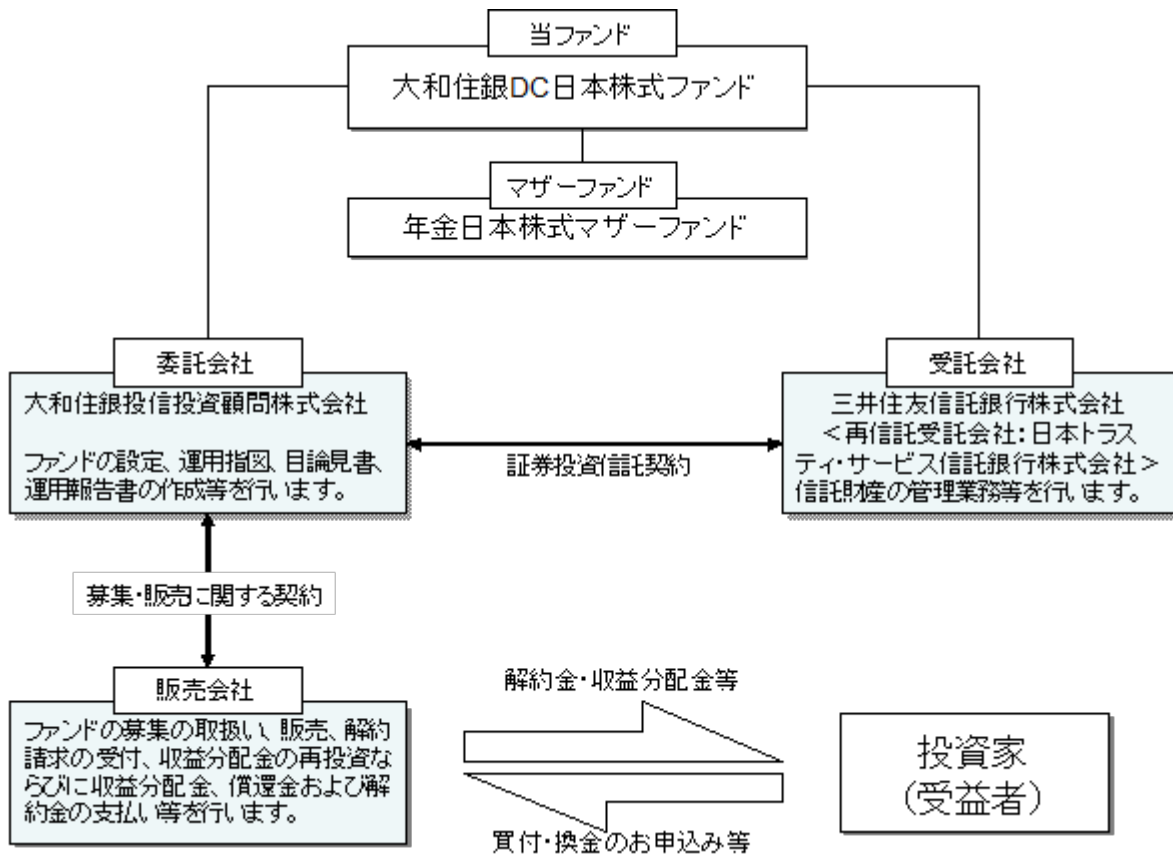 当ファンド
大和住銀DC日本株式ファンド
マザーファンド
年金日本株式マザーファンド
委託会社
大和住銀投信投資顧問株式会社
ファンドの設定、運用指図、目論見書、
運用報告書の作成等を行います。
証券投資信託契約
受託会社
三井住友信託銀行株式会社
＜再信託受託会社：日本トラス
ティ・サービス信託銀行株式会社＞
信託財産の管理業務等を行います。
募集・販売に関する契約
販売会社
ファンドの募集の取扱い、販売、解約
請求の受付、収益分配金の再投資な
らびに収益分配金、償還金および解
約金の支払い等を行います。
解約金・収益分配金等
買付・換金のお申込み等
投資家
（受益者）